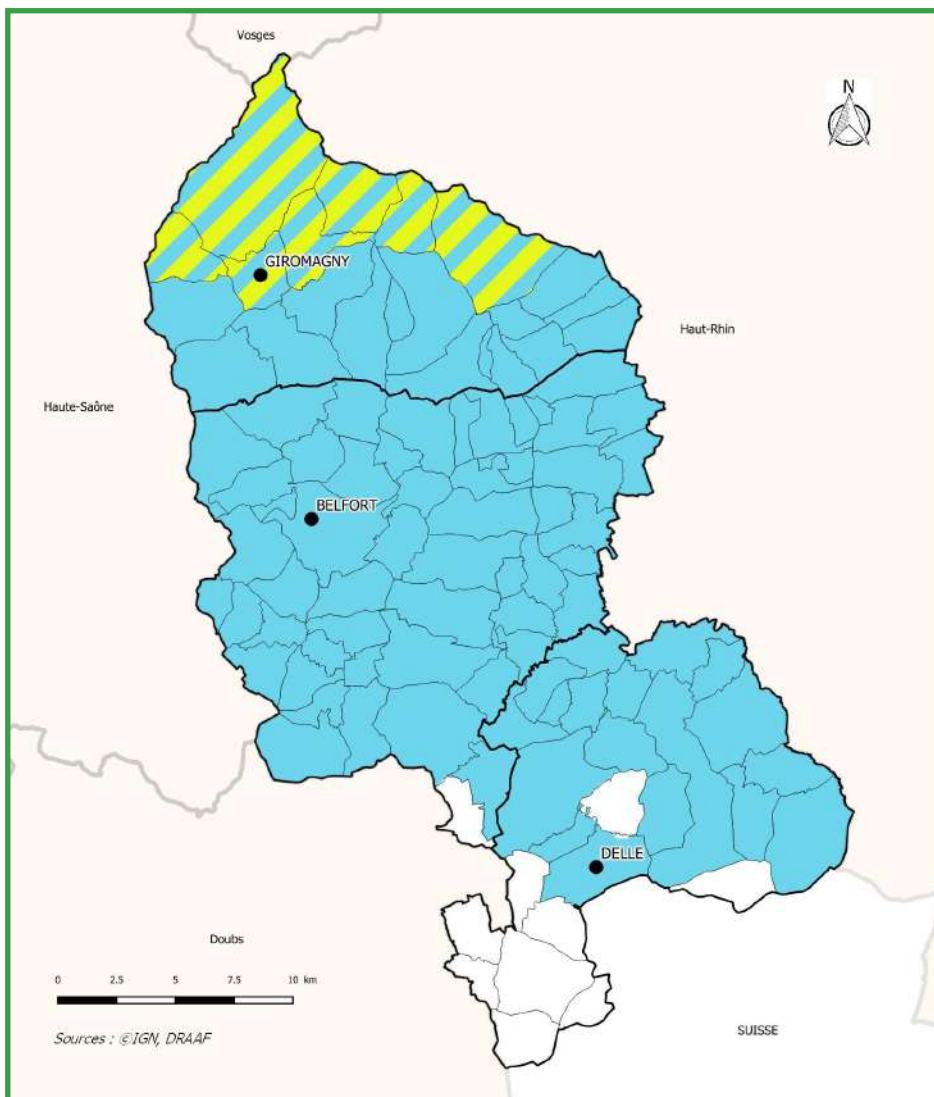 Vosges
N
GIROMAGNY
Haut-Rhin
Haute-Saône
BELFORT
DELLE
Doubs
0 2.5 5 7.5 10 km
Sources : ©IGN, DRAAF
SUISSE